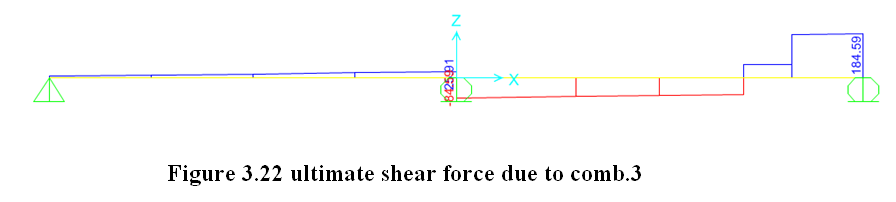 Z
X
184.59
Figure 3.22 ultimate shear force due to comb.3